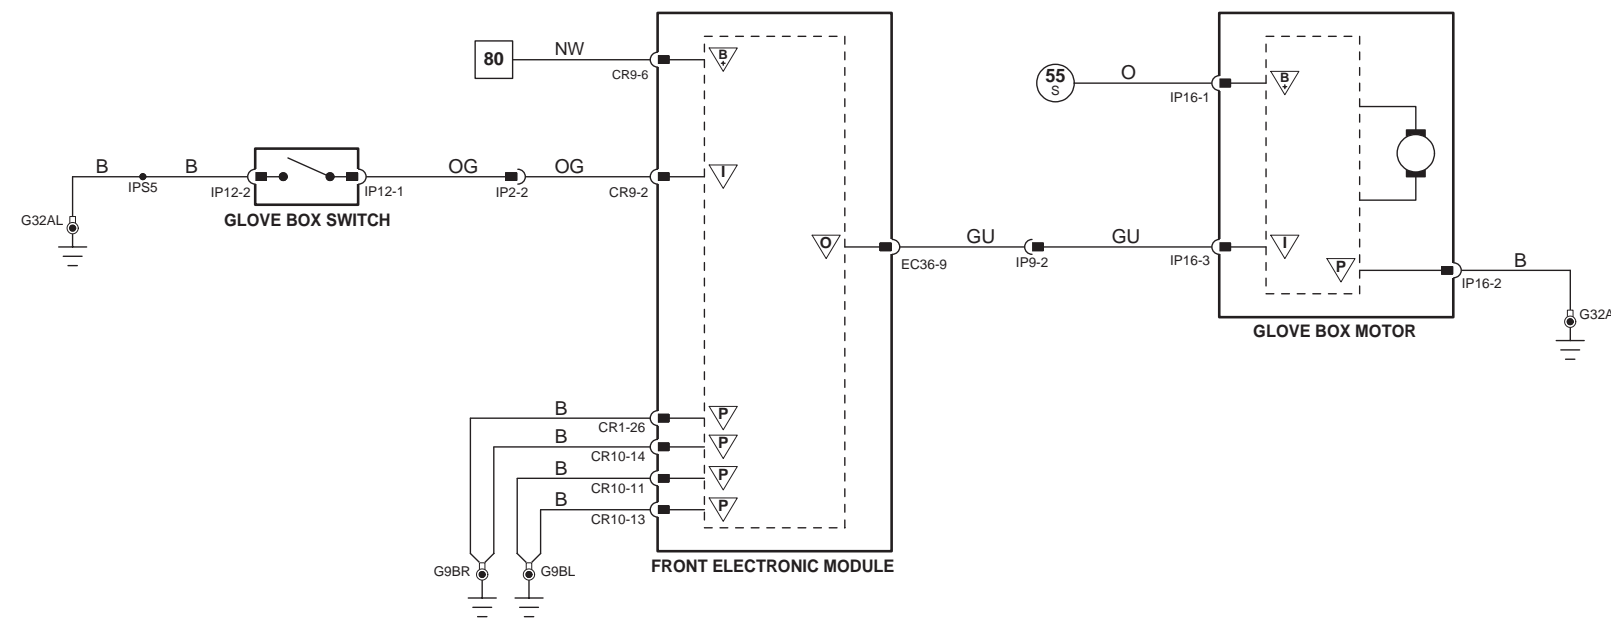 80
NW
CR9-6
B+
55
S
O
IP16-1
B+
B
IPS5
B
IP12-2
IP12-1
OG
IP2-2
OG
CR9-2
I
G32AL
GLOVE BOX SWITCH
O
EC36-9
GU
IP9-2
GU
IP16-3
I
P
IP16-2
B
G32A
GLOVE BOX MOTOR
B
CR1-26
P
B
CR10-14
P
B
CR10-11
P
B
CR10-13
P
G9BR
G9BL
FRONT ELECTRONIC MODULE